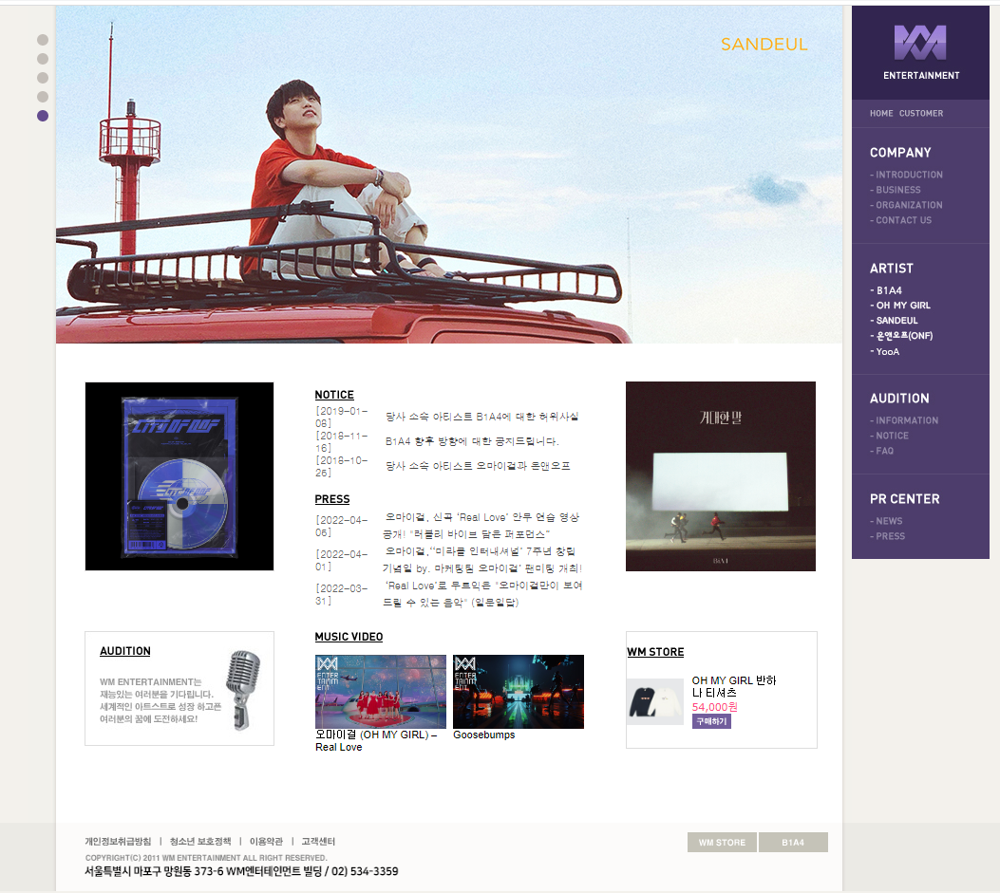 SANDEUL
WM
ENTERTAINMENT
HOME CUSTOMER
COMPANY
- INTRODUCTION
- BUSINESS
- ORGANIZATION
- CONTACT US
ARTIST
- B1A4
- OH MY GIRL
- SANDEUL
- 온앤오프(ONF)
- YooA
AUDITION
- INFORMATION
- NOTICE
- FAQ
PR CENTER
- NEWS
- PRESS
CITY OF ONF
거대한 말
B1A4
NOTICE
[2019-01-08] 당사 소속 아티스트 B1A4에 대한 허위사실
[2018-11-16] B1A4 향후 방향에 대한 공지드립니다.
[2018-10-26] 당사 소속 아티스트 오마이걸과 온앤오프
PRESS
[2022-04-06] 오마이걸, 신곡 ‘Real Love’ 안무 연습 영상
공개! “러블리 바이브 담은 퍼포먼스”
[2022-04-01] 오마이걸,‘‘미라클 인터내셔널’ 7주년 창립
기념일 by. 마케팅팀 오마이걸’ 팬미팅 개최!
[2022-03-31] ‘Real Love’로 두르익은 “오마이걸만이 보여
드릴 수 있는 음악” (일문일답)
AUDITION
WM ENTERTAINMENT는
재능있는 여러분을 기다립니다.
세계적인 아트스트로 성장 하고픈
여러분의 꿈에 도전하세요!
MUSIC VIDEO
WM
ENTER
TAINM
ENT
WM
ENTER
TAINM
ENT
오마이걸 (OH MY GIRL) –
Real Love
Goosebumps
WM STORE
OH MY GIRL 반하
나 티셔츠
54,000원
구매하기
개인정보취급방침 | 청소년 보호정책 | 이용약관 | 고객센터
WM STORE
B1A4
COPYRIGHT(C) 2011 WM ENTERTAINMENT ALL RIGHT RESERVED.
서울특별시 마포구 망원동 373-6 WM엔터테인먼트 빌딩 / 02) 534-3359